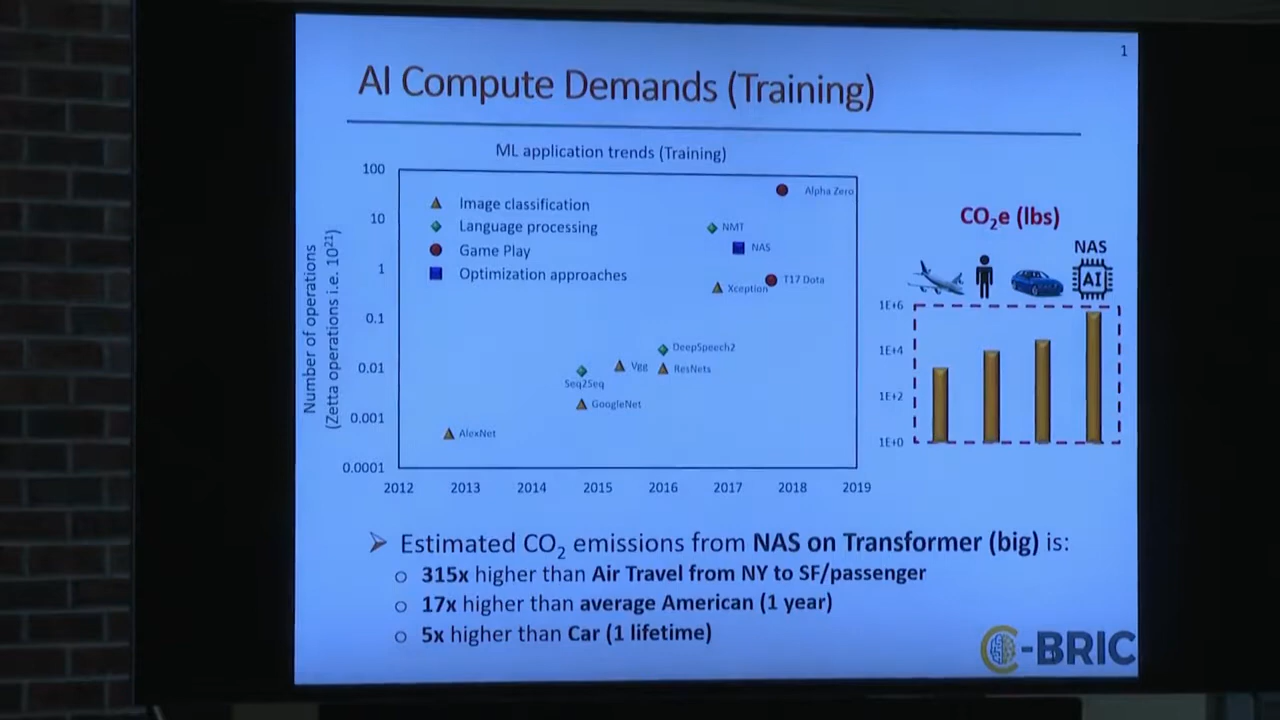 1
AI Compute Demands (Training)
ML application trends (Training)
Number of operations
(Zetta operations i.e. 10²¹)
100
10
1
0.1
0.01
0.001
0.0001
2012 2013 2014 2015 2016 2017 2018 2019
Image classification
Language processing
Game Play
Optimization approaches
Alpha Zero
NMT
NAS
T17 Dota
Xception
DeepSpeech2
Vgg
ResNets
Seq2Seq
GoogleNet
AlexNet
CO₂e (lbs)
NAS
AI
1E+6
1E+4
1E+2
1E+0
➢ Estimated CO₂ emissions from NAS on Transformer (big) is:
o 315x higher than Air Travel from NY to SF/passenger
o 17x higher than average American (1 year)
o 5x higher than Car (1 lifetime)
C-BRIC